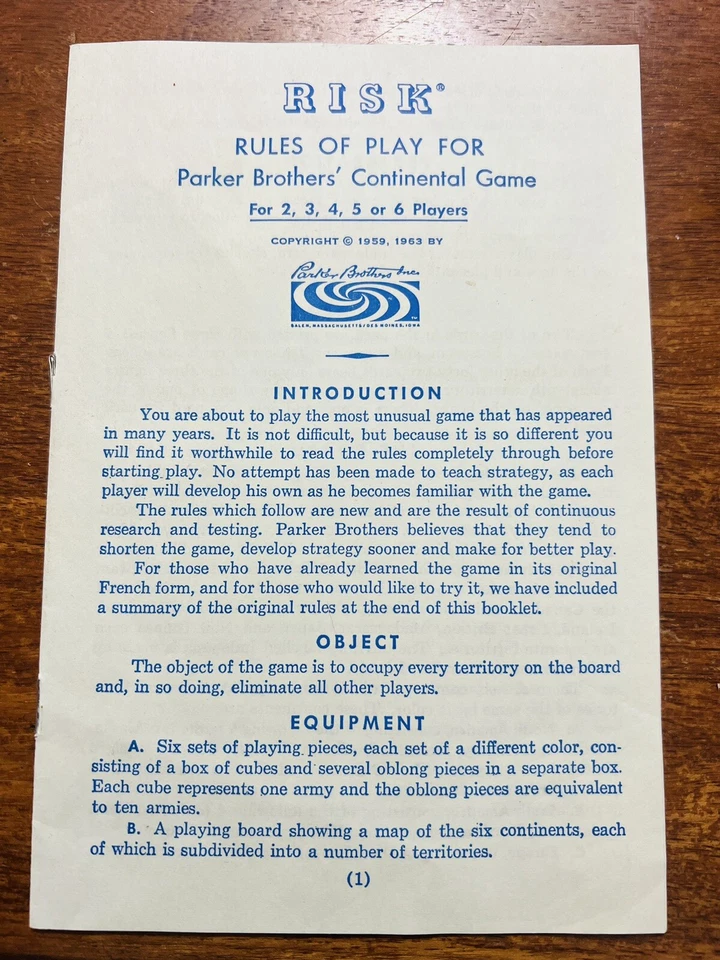 RISK®
RULES OF PLAY FOR
Parker Brothers' Continental Game
For 2, 3, 4, 5 or 6 Players
COPYRIGHT © 1959, 1963 BY
Parker Brothers Inc.
SALEM, MASSACHUSETTS/DES MOINES, IOWA
INTRODUCTION
You are about to play the most unusual game that has appeared
in many years. It is not difficult, but because it is so different you
will find it worthwhile to read the rules completely through before
starting play. No attempt has been made to teach strategy, as each
player will develop his own as he becomes familiar with the game.
The rules which follow are new and are the result of continuous
research and testing. Parker Brothers believes that they tend to
shorten the game, develop strategy sooner and make for better play.
For those who have already learned the game in its original
French form, and for those who would like to try it, we have included
a summary of the original rules at the end of this booklet.
OBJECT
The object of the game is to occupy every territory on the board
and, in so doing, eliminate all other players.
EQUIPMENT
A. Six sets of playing pieces, each set of a different color, con-
sisting of a box of cubes and several oblong pieces in a separate box.
Each cube represents one army and the oblong pieces are equivalent
to ten armies.
B. A playing board showing a map of the six continents, each
of which is subdivided into a number of territories.
(1)